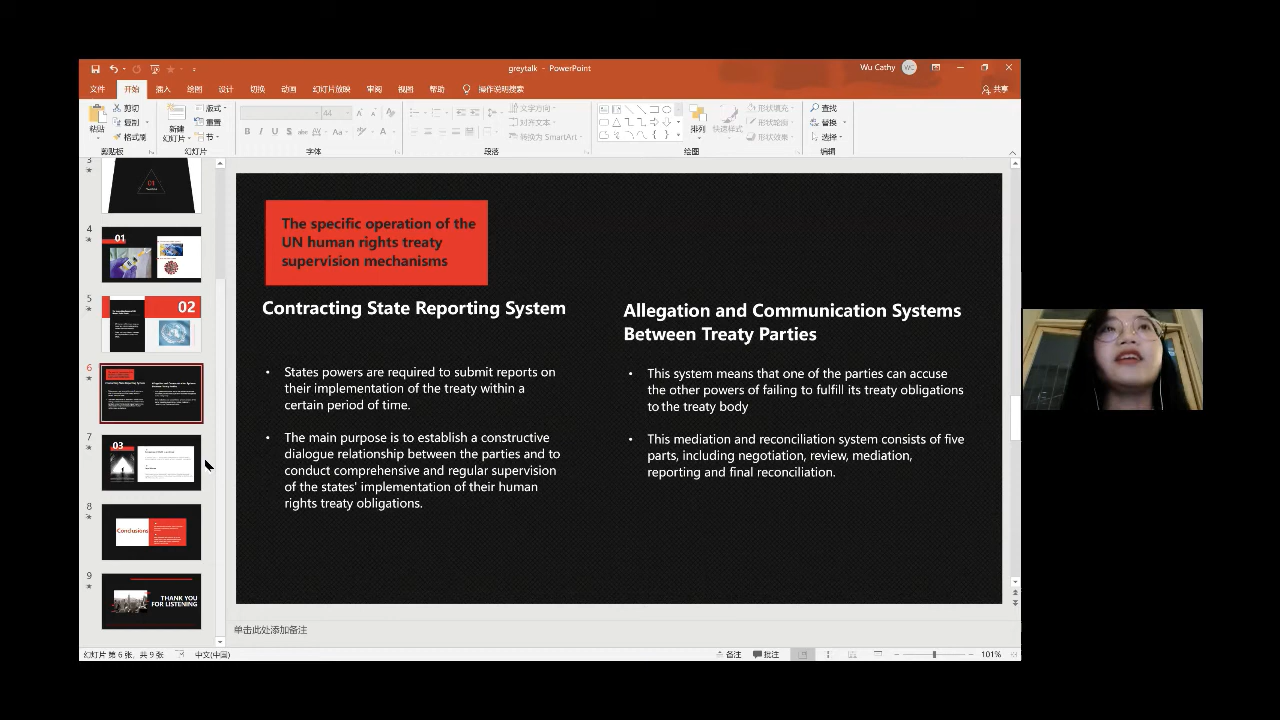 greytalk – PowerPoint
Wu Cathy
WC
文件 开始 插入 绘图 设计 切换 动画 幻灯片放映 审阅 视图 帮助 操作说明搜索
共享
粘贴
剪切
复制
格式刷
剪贴板
新建
幻灯片
版式
重置
节
幻灯片
44
字体
文字方向
对齐文本
转换为 SmartArt
段落
排列
快速样式
形状填充
形状轮廓
形状效果
绘图
查找
替换
选择
编辑
3
4
01
5
02
6
7
03
8
Conclusions
9
THANK YOU
FOR LISTENING
The specific operation of the
UN human rights treaty
supervision mechanisms
Contracting State Reporting System
• States powers are required to submit reports on
their implementation of the treaty within a
certain period of time.
• The main purpose is to establish a constructive
dialogue relationship between the parties and to
conduct comprehensive and regular supervision
of the states' implementation of their human
rights treaty obligations.
Allegation and Communication Systems
Between Treaty Parties
• This system means that one of the parties can accuse
the other powers of failing to fulfill its treaty obligations
to the treaty body
• This mediation and reconciliation system consists of five
parts, including negotiation, review, mediation,
reporting and final reconciliation.
单击此处添加备注
幻灯片 第 6 张, 共 9 张 中文(中国)
备注 批注 101%